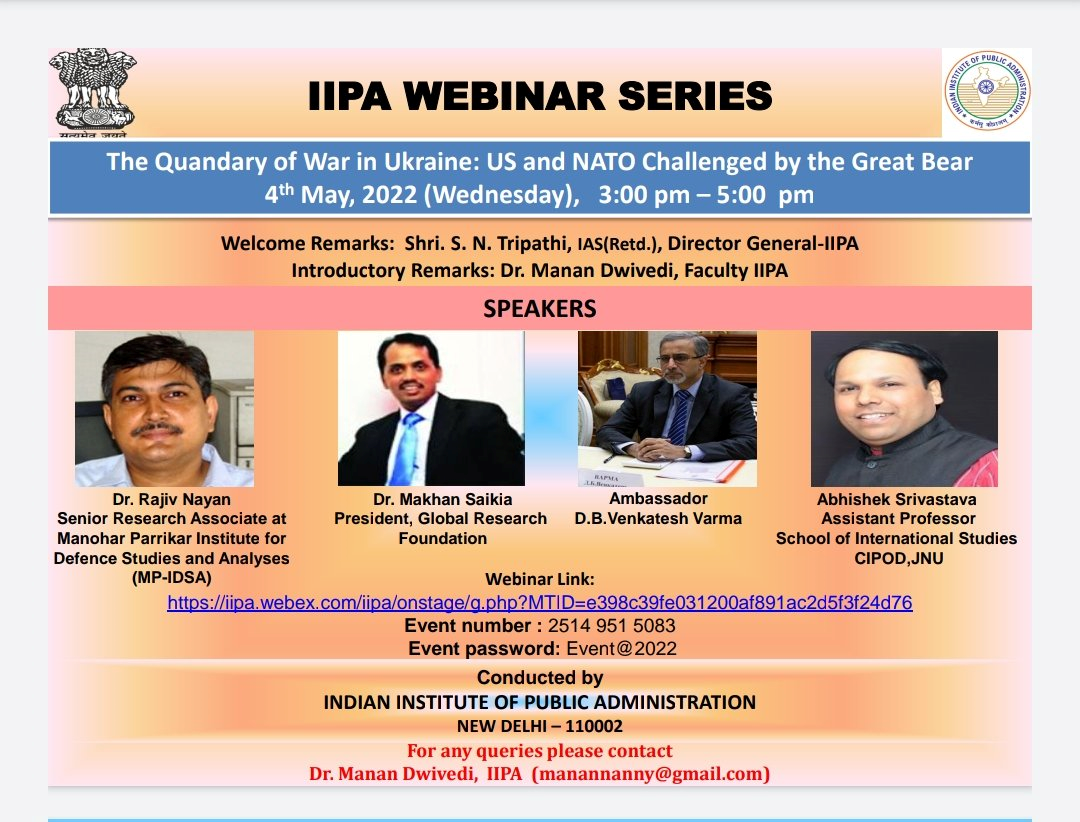 IIPA WEBINAR SERIES
सत्यमेव जयते
INDIAN INSTITUTE OF PUBLIC ADMINISTRATION
The Quandary of War in Ukraine: US and NATO Challenged by the Great Bear
4th May, 2022 (Wednesday), 3:00 pm – 5:00 pm
Welcome Remarks: Shri. S. N. Tripathi, IAS(Retd.), Director General-IIPA
Introductory Remarks: Dr. Manan Dwivedi, Faculty IIPA
SPEAKERS
ВАРМА
Dr. Rajiv Nayan
Senior Research Associate at
Manohar Parrikar Institute for
Defence Studies and Analyses
(MP-IDSA)
Dr. Makhan Saikia
President, Global Research
Foundation
Ambassador
D.B.Venkatesh Varma
Abhishek Srivastava
Assistant Professor
School of International Studies
CIPOD,JNU
Webinar Link:
https://iipa.webex.com/iipa/onstage/g.php?MTID=e398c39fe031200af891ac2d5f3f24d76
Event number : 2514 951 5083
Event password: Event@2022
Conducted by
INDIAN INSTITUTE OF PUBLIC ADMINISTRATION
NEW DELHI – 110002
For any queries please contact
Dr. Manan Dwivedi, IIPA (manannanny@gmail.com)